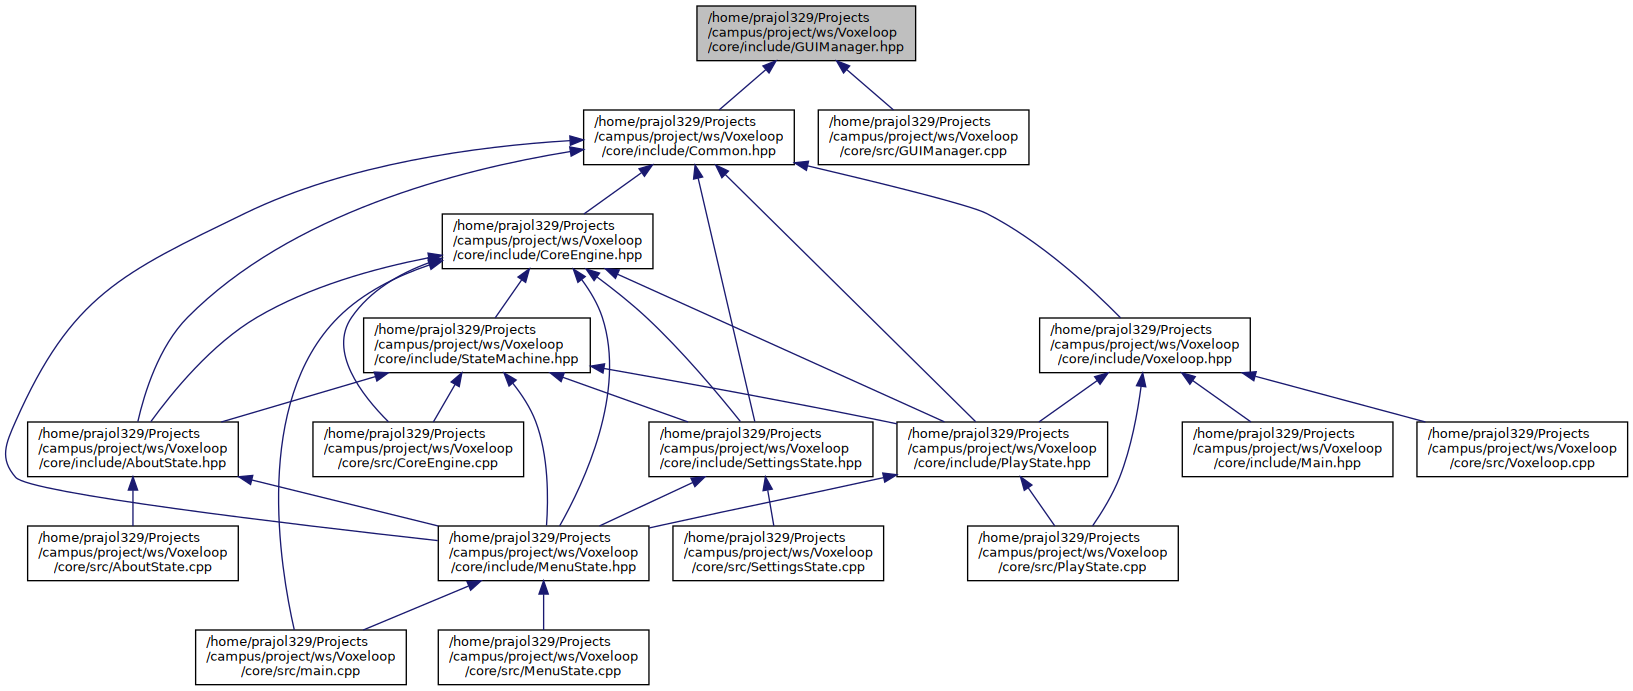 /home/prajol329/Projects
/campus/project/ws/Voxeloop
/core/include/GUIManager.hpp
/home/prajol329/Projects
/campus/project/ws/Voxeloop
/core/include/Common.hpp
/home/prajol329/Projects
/campus/project/ws/Voxeloop
/core/src/GUIManager.cpp
/home/prajol329/Projects
/campus/project/ws/Voxeloop
/core/include/CoreEngine.hpp
/home/prajol329/Projects
/campus/project/ws/Voxeloop
/core/include/StateMachine.hpp
/home/prajol329/Projects
/campus/project/ws/Voxeloop
/core/include/Voxeloop.hpp
/home/prajol329/Projects
/campus/project/ws/Voxeloop
/core/include/AboutState.hpp
/home/prajol329/Projects
/campus/project/ws/Voxeloop
/core/src/CoreEngine.cpp
/home/prajol329/Projects
/campus/project/ws/Voxeloop
/core/include/SettingsState.hpp
/home/prajol329/Projects
/campus/project/ws/Voxeloop
/core/include/PlayState.hpp
/home/prajol329/Projects
/campus/project/ws/Voxeloop
/core/include/Main.hpp
/home/prajol329/Projects
/campus/project/ws/Voxeloop
/core/src/Voxeloop.cpp
/home/prajol329/Projects
/campus/project/ws/Voxeloop
/core/src/AboutState.cpp
/home/prajol329/Projects
/campus/project/ws/Voxeloop
/core/include/MenuState.hpp
/home/prajol329/Projects
/campus/project/ws/Voxeloop
/core/src/SettingsState.cpp
/home/prajol329/Projects
/campus/project/ws/Voxeloop
/core/src/PlayState.cpp
/home/prajol329/Projects
/campus/project/ws/Voxeloop
/core/src/main.cpp
/home/prajol329/Projects
/campus/project/ws/Voxeloop
/core/src/MenuState.cpp